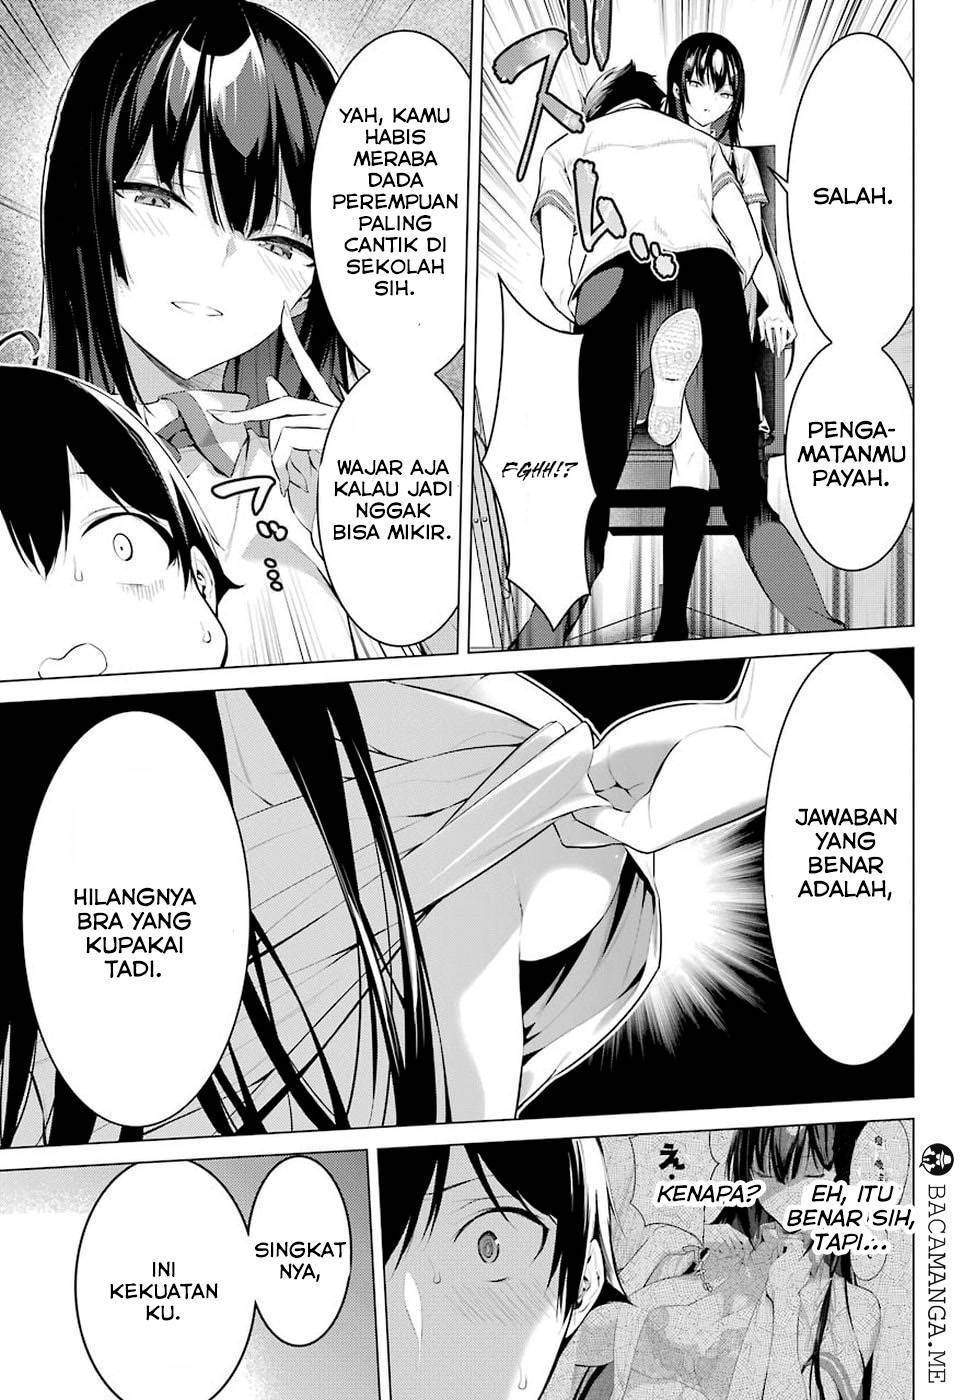 SALAH.
PENGA-
MATANMU
PAYAH.
FGHH!?
YAH, KAMU
HABIS
MERABA
DADA
PEREMPUAN
PALING
CANTIK DI
SEKOLAH
SIH.
WAJAR AJA
KALAU JADI
NGGAK
BISA MIKIR.
JAWABAN
YANG
BENAR
ADALAH,
HILANGNYA
BRA YANG
KUPAKAI
TADI.
え
EH, ITU
BENAR SIH,
TAPI...
KENAPA?
SINGKAT
NYA,
INI
KEKUATAN
KU.
BACAMANGA.ME